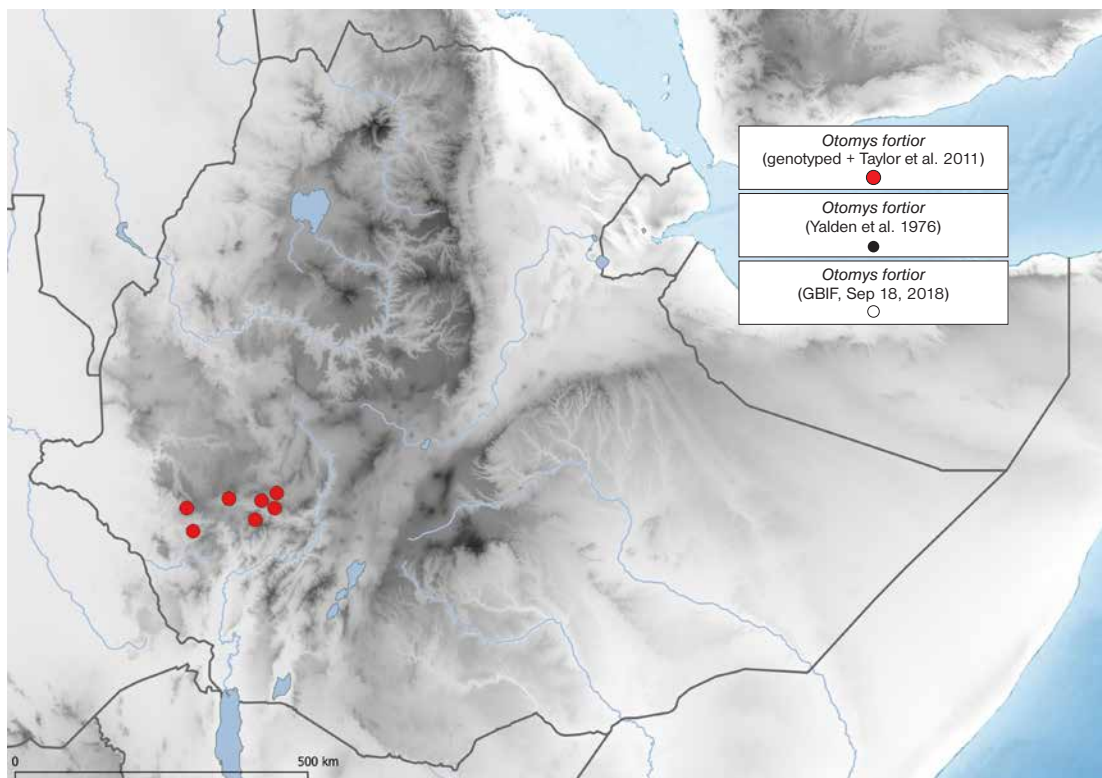 Otomys fortior
(genotyped + Taylor et al. 2011)
Otomys fortior
(Yalden et al. 1976)
Otomys fortior
(GBIF, Sep 18, 2018)
0
500 km